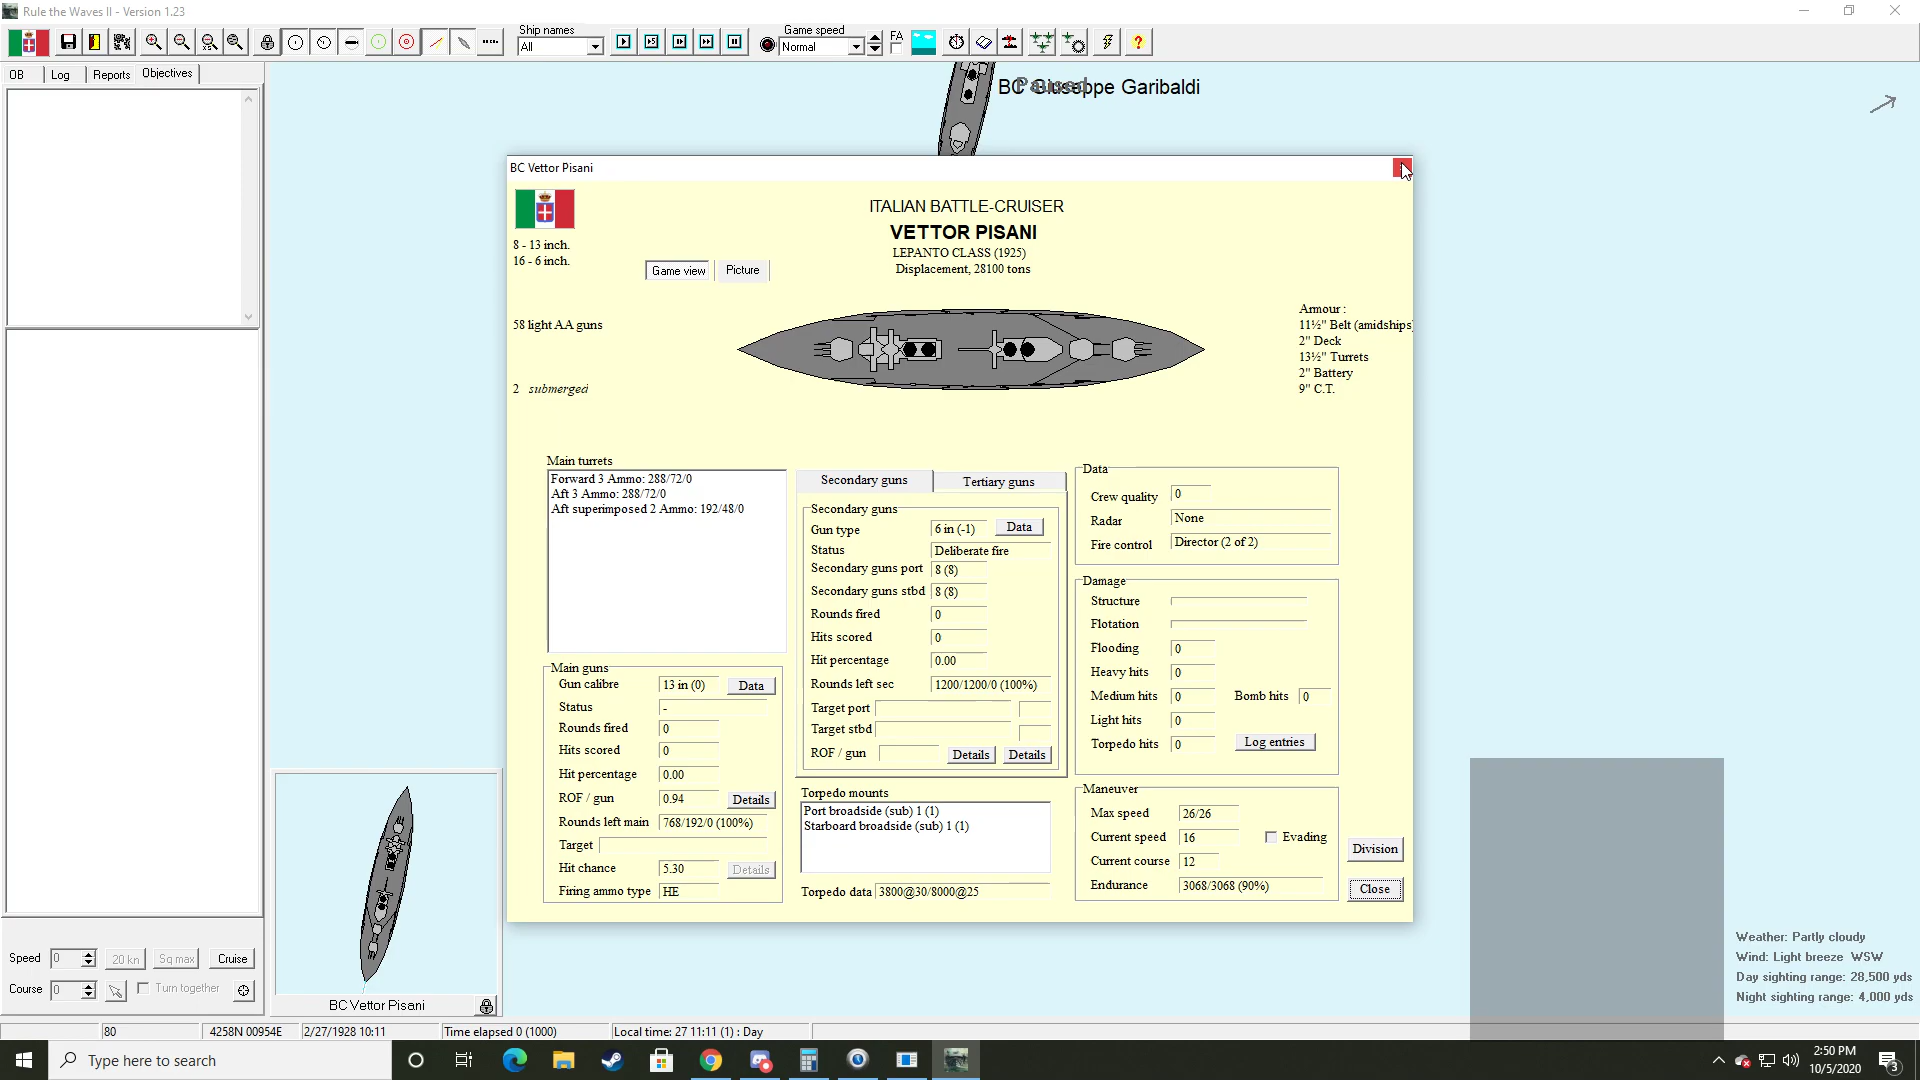 Rule the Waves II - Version 1.23
Ship names
All
Game speed
Normal
FA
OB
Log
Reports
Objectives
BC Giuseppe Garibaldi
Paused
BC Vettor Pisani
ITALIAN BATTLE-CRUISER
VETTOR PISANI
LEPANTO CLASS (1925)
Displacement, 28100 tons
8 - 13 inch.
16 - 6 inch.
Game view
Picture
58 light AA guns
2 submerged
Armour :
11½" Belt (amidships)
2" Deck
13½" Turrets
2" Battery
9" C.T.
Main turrets
Forward 3 Ammo: 288/72/0
Aft 3 Ammo: 288/72/0
Aft superimposed 2 Ammo: 192/48/0
Main guns
Gun calibre 13 in (0) Data
Status -
Rounds fired 0
Hits scored 0
Hit percentage 0.00
ROF / gun 0.94 Details
Rounds left main 768/192/0 (100%)
Target
Hit chance 5.30 Details
Firing ammo type HE
Secondary guns
Tertiary guns
Secondary guns
Gun type 6 in (-1) Data
Status Deliberate fire
Secondary guns port 8 (8)
Secondary guns stbd 8 (8)
Rounds fired 0
Hits scored 0
Hit percentage 0.00
Rounds left sec 1200/1200/0 (100%)
Target port
Target stbd
ROF / gun Details Details
Torpedo mounts
Port broadside (sub) 1 (1)
Starboard broadside (sub) 1 (1)
Torpedo data 3800@30/8000@25
Data
Crew quality 0
Radar None
Fire control Director (2 of 2)
Damage
Structure
Flotation
Flooding 0
Heavy hits 0
Medium hits 0 Bomb hits 0
Light hits 0
Torpedo hits 0 Log entries
Maneuver
Max speed 26/26
Current speed 16 Evading
Current course 12
Endurance 3068/3068 (90%)
Division
Close
Speed 0 20 kn Sq max Cruise
Course 0 Turn together
BC Vettor Pisani
Weather: Partly cloudy
Wind: Light breeze WSW
Day sighting range: 28,500 yds
Night sighting range: 4,000 yds
80 4258N 00954E 2/27/1928 10:11 Time elapsed 0 (1000) Local time: 27 11:11 (1) : Day
Type here to search
2:50 PM
10/5/2020
3